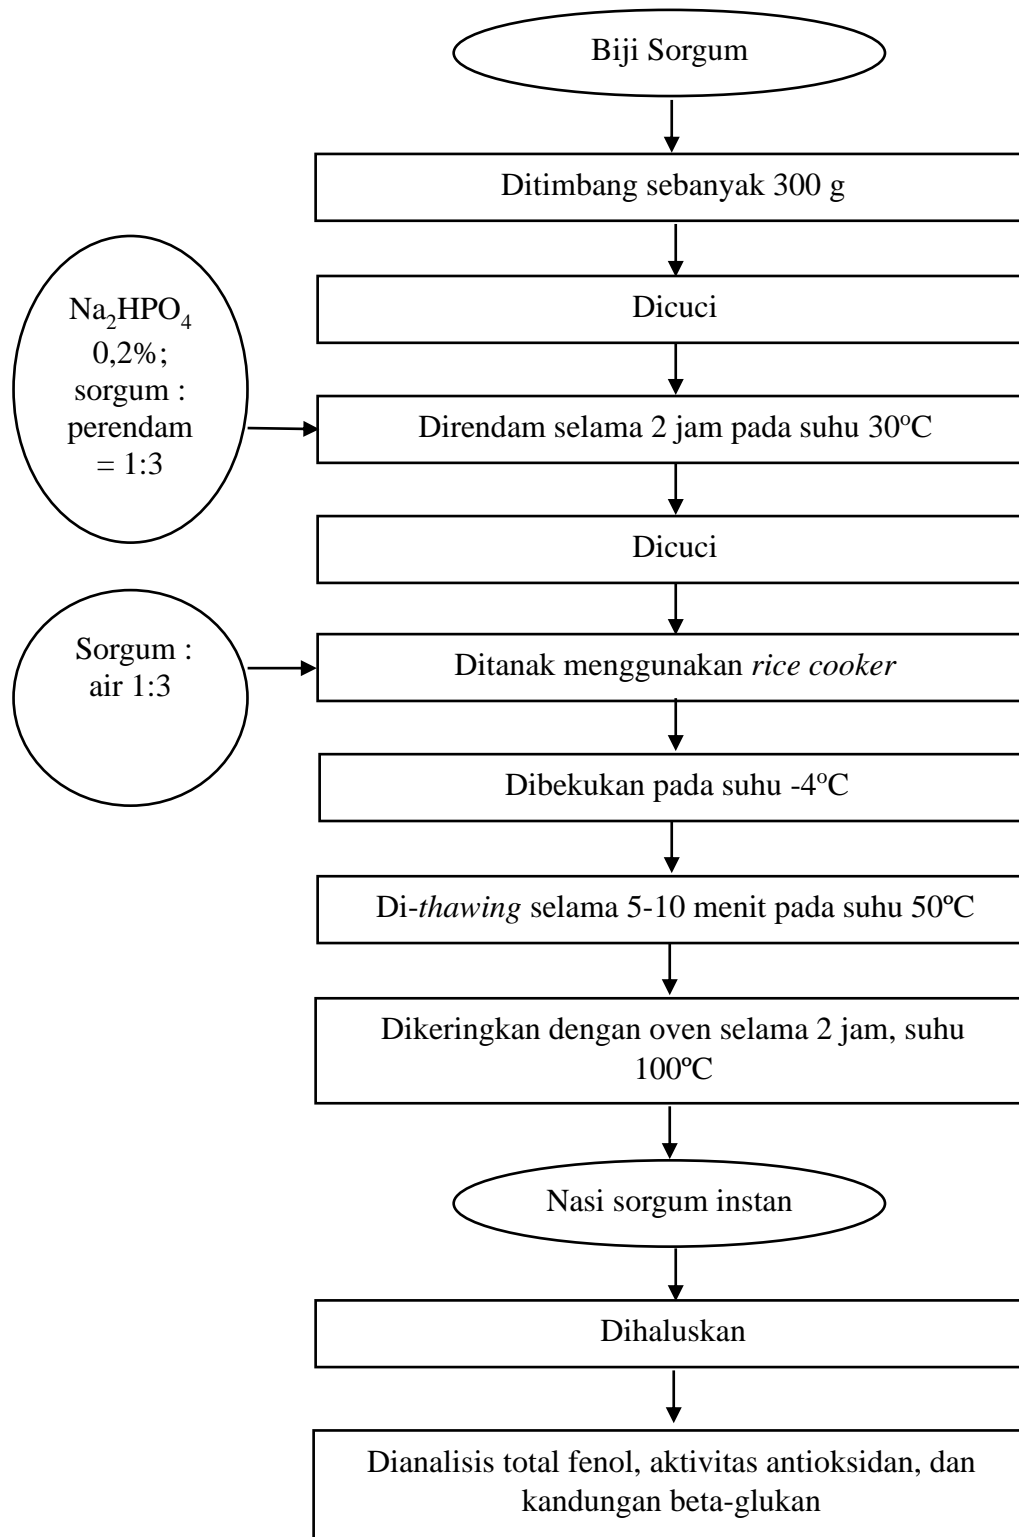 Biji Sorgum
Ditimbang sebanyak 300 g
Dicuci
Na₂HPO₄
0,2%;
sorgum :
perendam
= 1:3
Direndam selama 2 jam pada suhu 30°C
Dicuci
Sorgum :
air 1:3
Ditanak menggunakan rice cooker
Dibekukan pada suhu -4°C
Di-thawing selama 5-10 menit pada suhu 50ºC
Dikeringkan dengan oven selama 2 jam, suhu
100ºC
Nasi sorgum instan
Dihaluskan
Dianalisis total fenol, aktivitas antioksidan, dan
kandungan beta-glukan